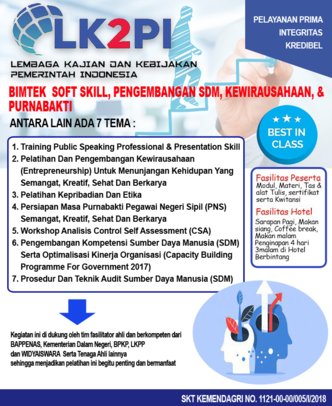 LK2PI
PELAYANAN PRIMA
INTEGRITAS
KREDIBEL
LEMBAGA KAJIAN DAN KEBIJAKAN
PEMERINTAH INDONESIA
BIMTEK SOFT SKILL, PENGEMBANGAN SDM, KEWIRAUSAHAAN, &
PURNABAKTI
ANTARA LAIN ADA 7 TEMA :
1. Training Public Speaking Professional & Presentation Skill
2. Pelatihan Dan Pengembangan Kewirausahaan
(Entrepreneurship) Untuk Menunjang Kehidupan Yang
Semangat, Kreatif, Sehat Dan Berkarya
3. Pelatihan Kepribadian Dan Etika
4. Persiapan Masa Purnabakti Pegawai Negeri Sipil (PNS)
Semangat, Kreatif, Sehat Dan Berkarya
5. Workshop Analisis Control Self Assessment (CSA)
6. Pengembangan Kompetensi Sumber Daya Manusia (SDM)
Serta Optimalisasi Kinerja Organisasi (Capacity Building
Programme For Government 2017)
7. Prosedur Dan Teknik Audit Sumber Daya Manusia (SDM)
BEST IN
CLASS
Fasilitas Peserta
Modul, Materi, Tas &
alat Tulis, sertifikat
serta Kwitansi
Fasilitas Hotel
Sarapan Pagi, Makan
siang, Coffee break,
Makan malam
Penginapan 4 hari
3malam di Hotel
Berbintang
Kegiatan ini di dukung oleh tim fasilitator ahli dan berkompeten dari
BAPPENAS, Kementerian Dalam Negeri, BPKP, LKPP
dan WIDYAISWARA Serta Tenaga Ahli lainnya
sehingga menjadikan pelatihan ini begitu penting dan bermanfaat
SKT KEMENDAGRI NO. 1121-00-00/005/I/2018